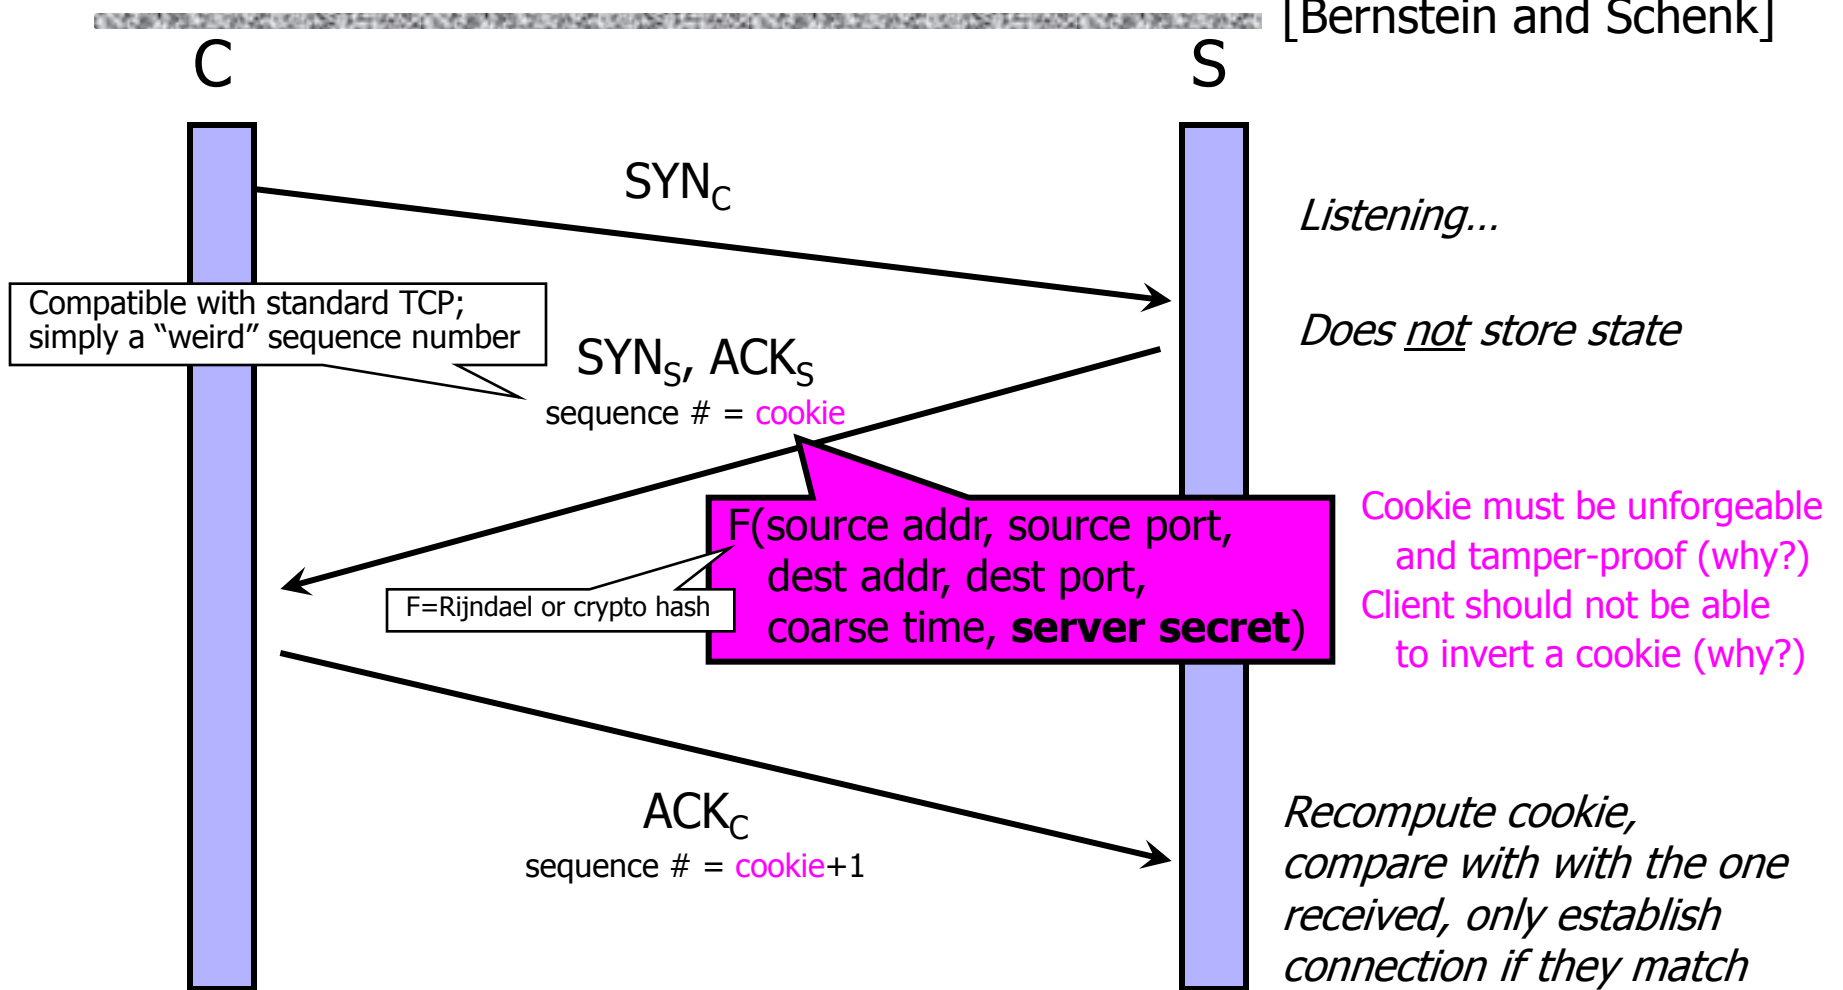 [Bernstein and Schenk]
C
S
SYNC
Listening…
Compatible with standard TCP;
simply a “weird” sequence number
Does not store state
SYNS, ACKS
sequence # = cookie
F(source addr, source port,
dest addr, dest port,
coarse time, server secret)
F=Rijndael or crypto hash
Cookie must be unforgeable
and tamper-proof (why?)
Client should not be able
to invert a cookie (why?)
ACKC
sequence # = cookie+1
Recompute cookie,
compare with with the one
received, only establish
connection if they match